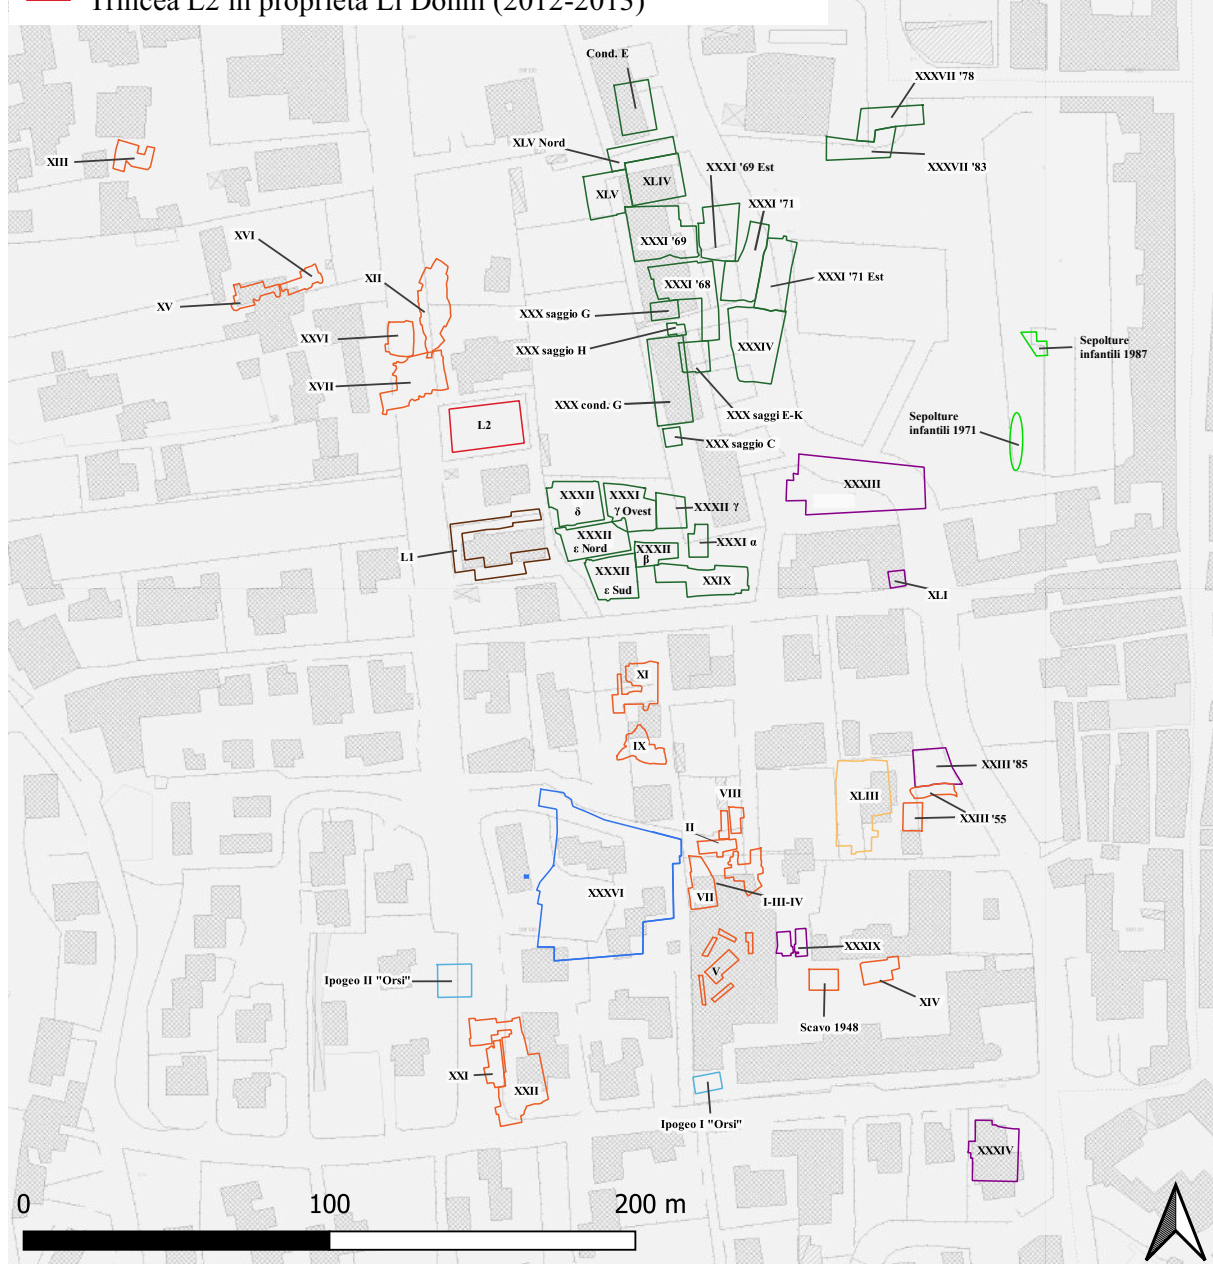 Trincea L2 in proprietà Li Donni (2012-2013)
Cond. E
XXXVII '78
XLV Nord
XIII
XXXI '69 Est
XXXVII '83
XLIV
XLV
XXXI '71
XVI
XXXI '69
XII
XXXI '71 Est
XXXI '68
XV
XXX saggio G
XXVI
Sepolture
infantili 1987
XXX saggio H
XXXIV
XVII
XXX cond. G
XXX saggi E-K
Sepolture
infantili 1971
L2
XXX saggio C
XXXIII
XXXII
δ
XXXI
γ Ovest
XXXII γ
XXXII
ε Nord
XXXI α
XXXII
β
L1
XXXII
ε Sud
XXIX
XLI
XI
IX
XXIII '85
VIII
XLIII
XXIII '55
II
XXXVI
VII
I-III-IV
XXXIX
V
Ipogeo II "Orsi"
XIV
Scavo 1948
XXI
XXII
Ipogeo I "Orsi"
XXXIV
0 100 200 m